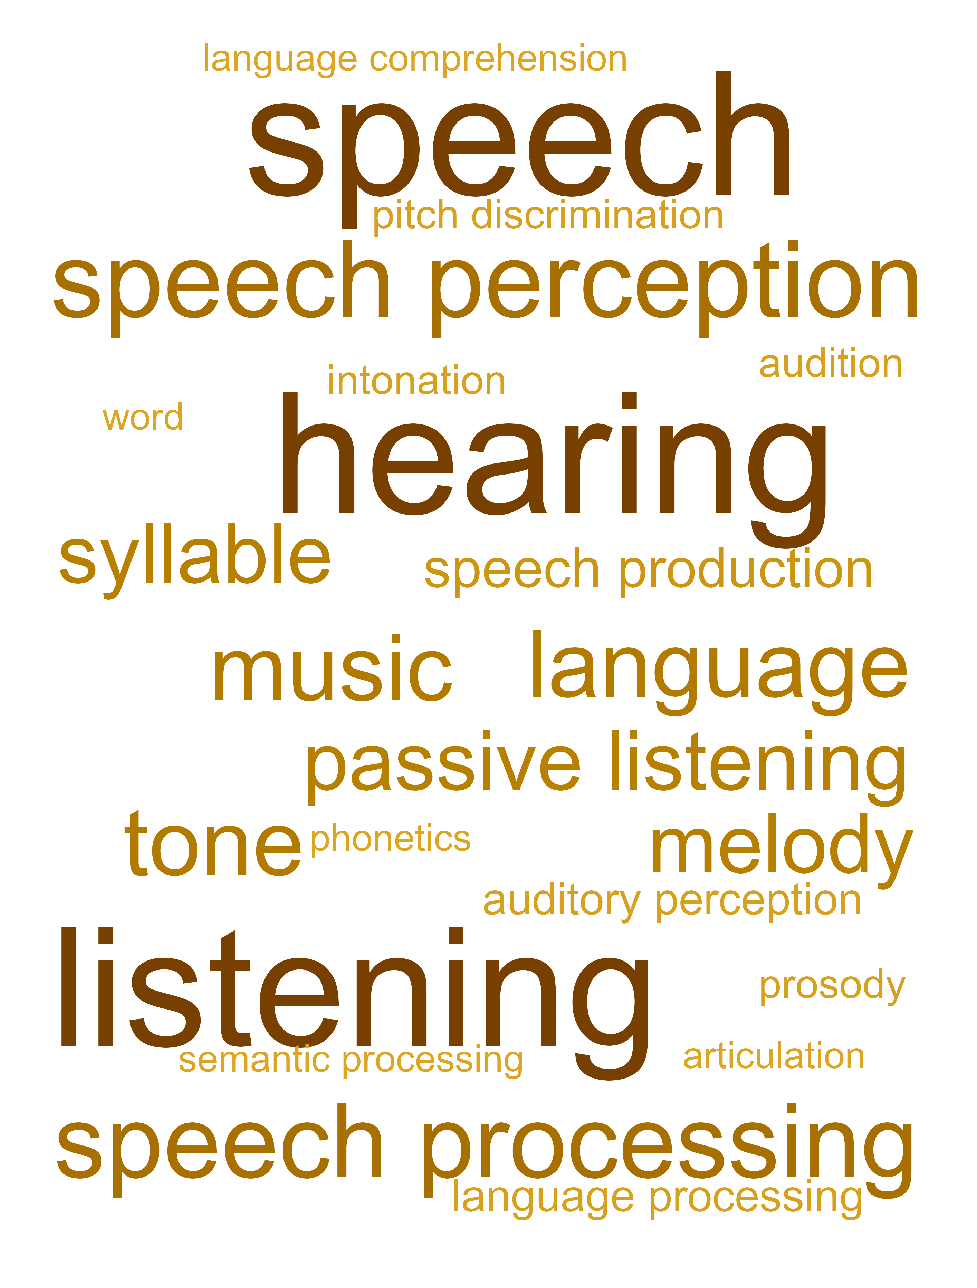 language comprehension
speech
pitch discrimination
speech perception
audition
intonation
word
hearing
syllable
speech production
music
language
passive listening
tone
phonetics
melody
auditory perception
listening
prosody
semantic processing
articulation
speech processing
language processing